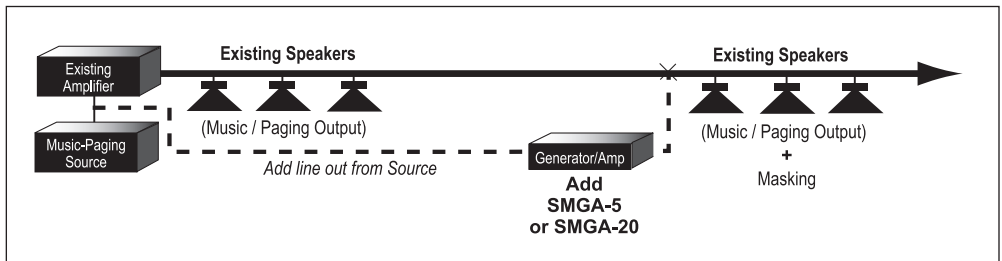 Existing Speakers
Existing Speakers
Existing
Amplifier
(Music / Paging Output)
(Music / Paging Output)
+
Masking
Music-Paging
Source
Add line out from Source
Generator/Amp
Add
SMGA-5
or SMGA-20